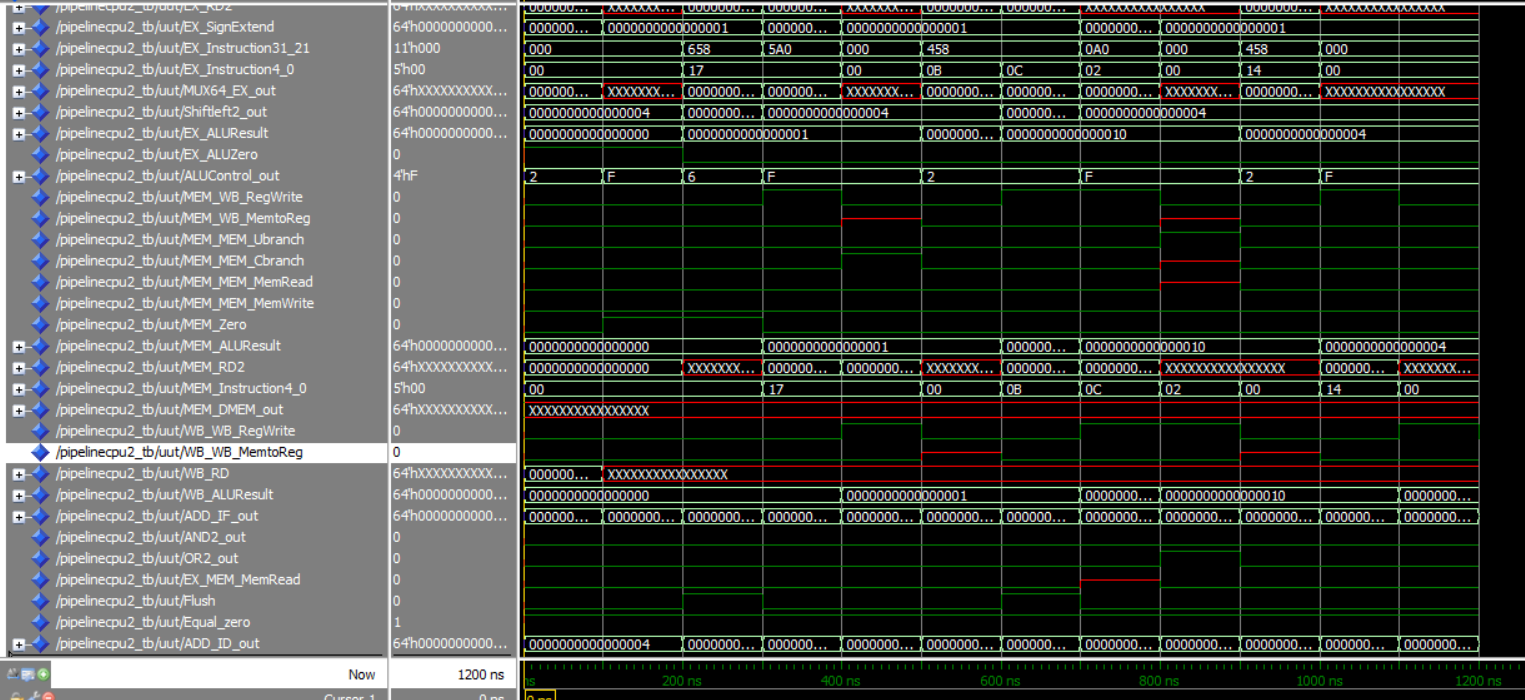 /pipelinecpu2_tb/uut/EX_RD2 64'hXXXXXXXXXX... 000000... XXXXXXX... 0000000... 000000... XXXXXXX... 0000000... 000000... XXXXXXXXXXXXXXXX 0000000... XXXXXXXXXXXXXXXX
/pipelinecpu2_tb/uut/EX_SignExtend 64'h0000000000... 000000... 0000000000000001 000000... 0000000000000001 000000... 0000000000000001
/pipelinecpu2_tb/uut/EX_Instruction31_21 11'h000 000 658 5A0 000 458 0A0 000 458 000
/pipelinecpu2_tb/uut/EX_Instruction4_0 5'h00 00 17 00 0B 0C 02 00 14 00
/pipelinecpu2_tb/uut/MUX64_EX_out 64'hXXXXXXXXXX... 000000... XXXXXXX... 0000000... 000000... XXXXXXX... 0000000... 000000... 000000... XXXXXXX... 0000000... XXXXXXXXXXXXXXXX
/pipelinecpu2_tb/uut/Shiftleft2_out 64'h0000000000... 0000000000000004 0000000... 0000000000000004 000000... 0000000000000004
/pipelinecpu2_tb/uut/EX_ALUResult 64'h0000000000... 0000000000000000 0000000000000001 0000000... 0000000000000010 0000000000000004
/pipelinecpu2_tb/uut/EX_ALUZero 0
/pipelinecpu2_tb/uut/ALUControl_out 4'hF 2 F 6 F 2 F 2 F
/pipelinecpu2_tb/uut/MEM_WB_RegWrite 0
/pipelinecpu2_tb/uut/MEM_WB_MemtoReg 0
/pipelinecpu2_tb/uut/MEM_MEM_Ubranch 0
/pipelinecpu2_tb/uut/MEM_MEM_Cbranch 0
/pipelinecpu2_tb/uut/MEM_MEM_MemRead 0
/pipelinecpu2_tb/uut/MEM_MEM_MemWrite 0
/pipelinecpu2_tb/uut/MEM_Zero 0
/pipelinecpu2_tb/uut/MEM_ALUResult 64'h0000000000... 0000000000000000 0000000000000001 000000... 0000000000000010 0000000000000004
/pipelinecpu2_tb/uut/MEM_RD2 64'hXXXXXXXXXX... 0000000000000000 XXXXXXX... 000000... 0000000... XXXXXXX... 000000... 000000... XXXXXXXXXXXXXXXX 000000... XXXXXXX...
/pipelinecpu2_tb/uut/MEM_Instruction4_0 5'h00 00 17 00 0B 0C 02 00 14 00
/pipelinecpu2_tb/uut/MEM_DMEM_out 64'hXXXXXXXXXX... XXXXXXXXXXXXXXXX
/pipelinecpu2_tb/uut/WB_WB_RegWrite 0
/pipelinecpu2_tb/uut/WB_WB_MemtoReg 0
/pipelinecpu2_tb/uut/WB_RD 64'hXXXXXXXXXX... 000000... XXXXXXXXXXXXXXXX
/pipelinecpu2_tb/uut/WB_ALUResult 64'h0000000000... 0000000000000000 0000000000000001 0000000... 0000000000000010 000000...
/pipelinecpu2_tb/uut/ADD_IF_out 64'h0000000000... 000000... 0000000... 0000000... 000000... 0000000... 0000000... 000000... 0000000... 0000000... 0000000... 000000... 0000000...
/pipelinecpu2_tb/uut/AND2_out 0
/pipelinecpu2_tb/uut/OR2_out 0
/pipelinecpu2_tb/uut/EX_MEM_MemRead 0
/pipelinecpu2_tb/uut/Flush 0
/pipelinecpu2_tb/uut/Equal_zero 1
/pipelinecpu2_tb/uut/ADD_ID_out 64'h0000000000... 0000000000000004 0000000... 000000... 0000000... 0000000... 000000... 0000000... 0000000... 0000000... 000000... 0000000...
Now 1200 ns ns 200 ns 400 ns 600 ns 800 ns 1000 ns 1200 ns
Cursor 1 0 ns 0 ns